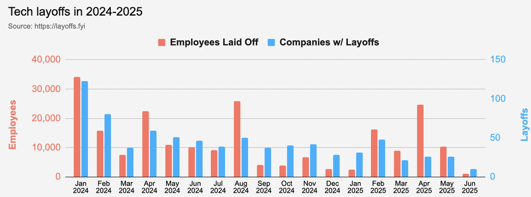 Tech layoffs in 2024-2025
Source: https://layoffs.fyi
Employees Laid Off
Companies w/ Layoffs
Employees
40,000
30,000
20,000
10,000
0
150
100
50
0
Layoffs
Jan 2024
Feb 2024
Mar 2024
Apr 2024
May 2024
Jun 2024
Jul 2024
Aug 2024
Sep 2024
Oct 2024
Nov 2024
Dec 2024
Jan 2025
Feb 2025
Mar 2025
Apr 2025
May 2025
Jun 2025